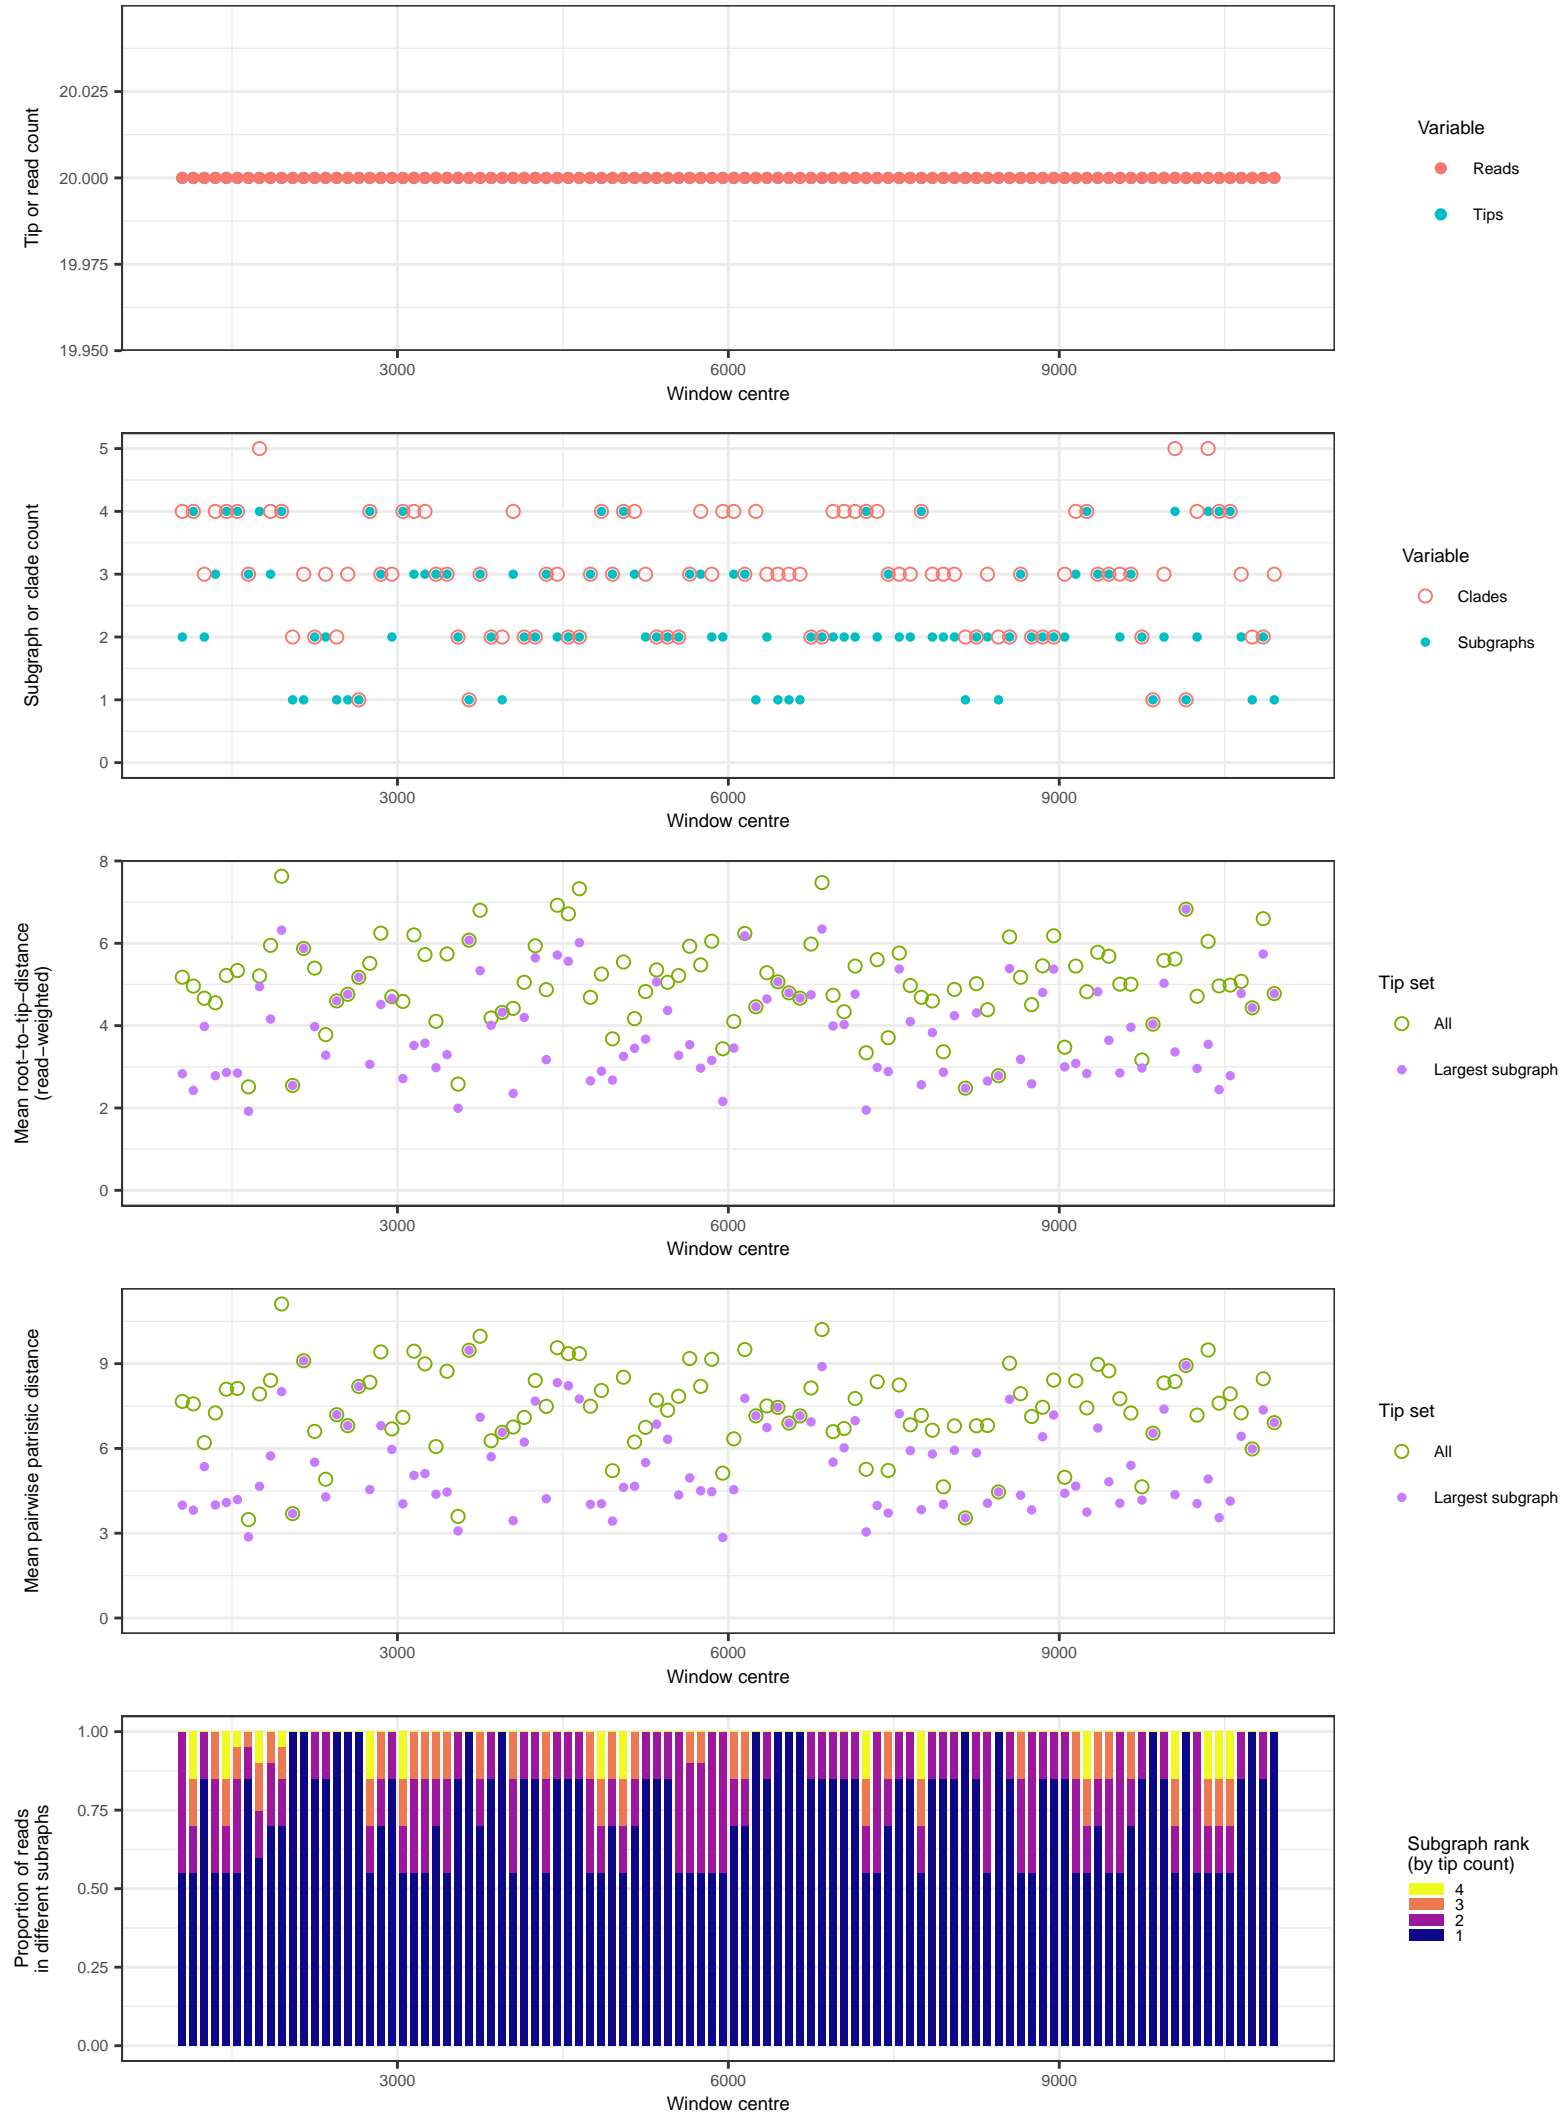 Tip or read count
20.025
20.000
19.975
19.950
3000 6000 9000
Window centre
Variable
Reads
Tips
Subgraph or clade count
5
4
3
2
1
0
3000 6000 9000
Window centre
Variable
Clades
Subgraphs
Mean root−to−tip−distance
(read−weighted)
8
6
4
2
0
3000 6000 9000
Window centre
Tip set
All
Largest subgraph
Mean pairwise patristic distance
9
6
3
0
3000 6000 9000
Window centre
Tip set
All
Largest subgraph
Proportion of reads
in different subraphs
1.00
0.75
0.50
0.25
0.00
3000 6000 9000
Window centre
Subgraph rank
(by tip count)
4
3
2
1